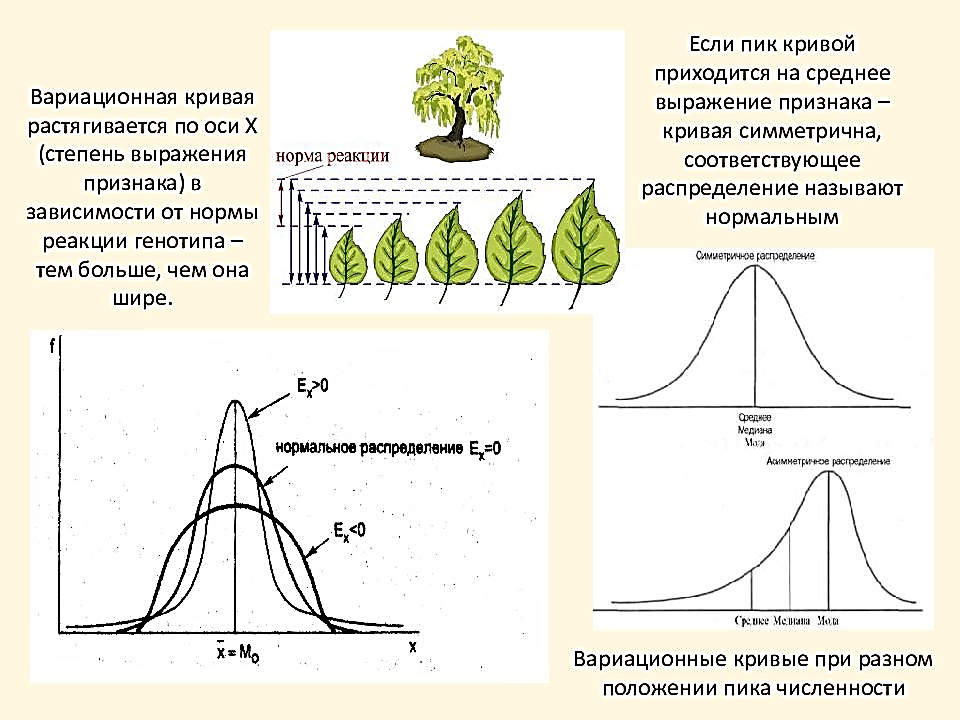 Вариационная кривая
растягивается по оси X
(степень выражения
признака) в
зависимости от нормы
реакции генотипа –
тем больше, чем она
шире.
норма реакции
Если пик кривой
приходится на среднее
выражение признака –
кривая симметрична,
соответствующее
распределение называют
нормальным
f
Eₓ>0
нормальное распределение Eₓ=0
Eₓ<0
x̄ = M₀
x
Симметричное распределение
Среднее
Медиана
Мода
Асимметричное распределение
Среднее Медиана Мода
Вариационные кривые при разном
положении пика численности